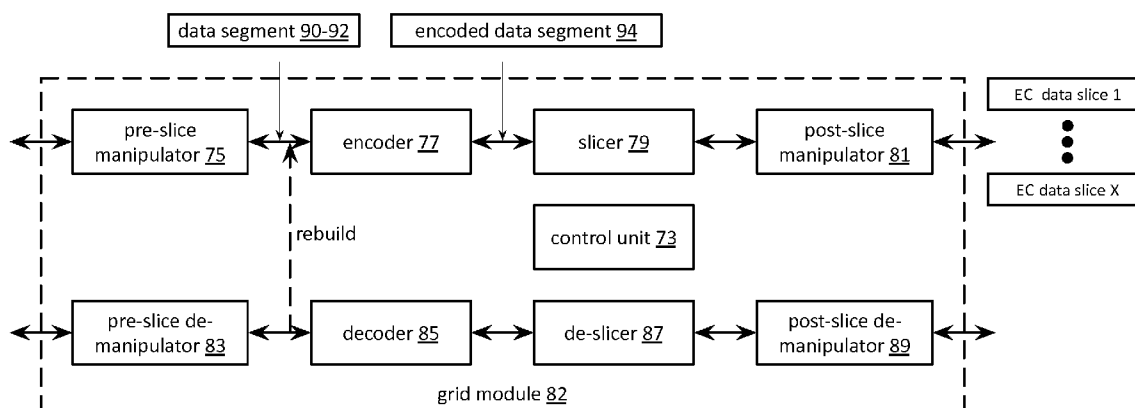 data segment 90-92
encoded data segment 94
pre-slice
manipulator 75
encoder 77
slicer 79
post-slice
manipulator 81
EC data slice 1
EC data slice X
rebuild
control unit 73
pre-slice de-
manipulator 83
decoder 85
de-slicer 87
post-slice de-
manipulator 89
grid module 82